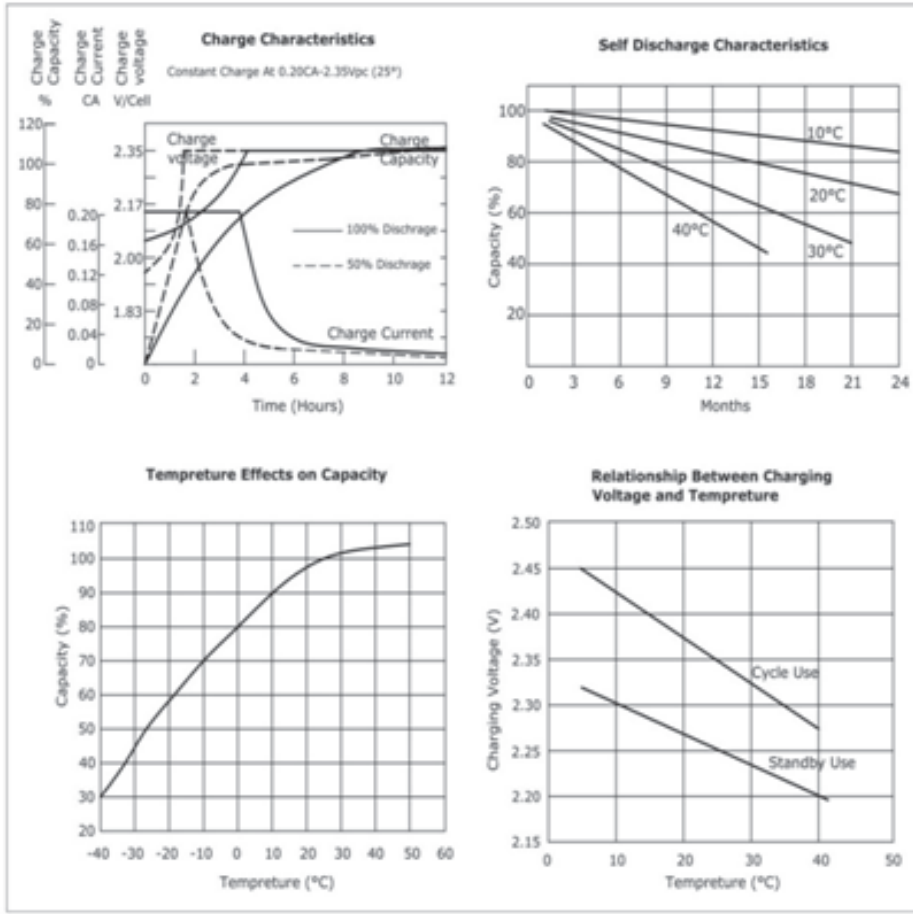 Charge Characteristics
Constant Charge At 0.20CA-2.35Vpc (25°)
Charge Capacity
Charge Current
Charge voltage
%
CA
V/Cell
120
100
80
60
40
20
0
0.20
0.16
0.12
0.08
0.04
0
2.35
2.17
2.00
1.83
Charge voltage
Charge Capacity
100% Dischrage
50% Dischrage
Charge Current
0 2 4 6 8 10 12
Time (Hours)
Self Discharge Characteristics
Capacity (%)
100
80
60
40
20
10°C
20°C
30°C
40°C
0 3 6 9 12 15 18 21 24
Months
Tempreture Effects on Capacity
Capacity (%)
110
100
90
80
70
60
50
40
30
20
-40 -30 -20 -10 0 10 20 30 40 50 60
Tempreture (°C)
Relationship Between Charging
Voltage and Tempreture
Charging Voltage (V)
2.50
2.45
2.40
2.35
2.30
2.25
2.20
2.15
Cycle Use
Standby Use
0 10 20 30 40 50
Tempreture (°C)